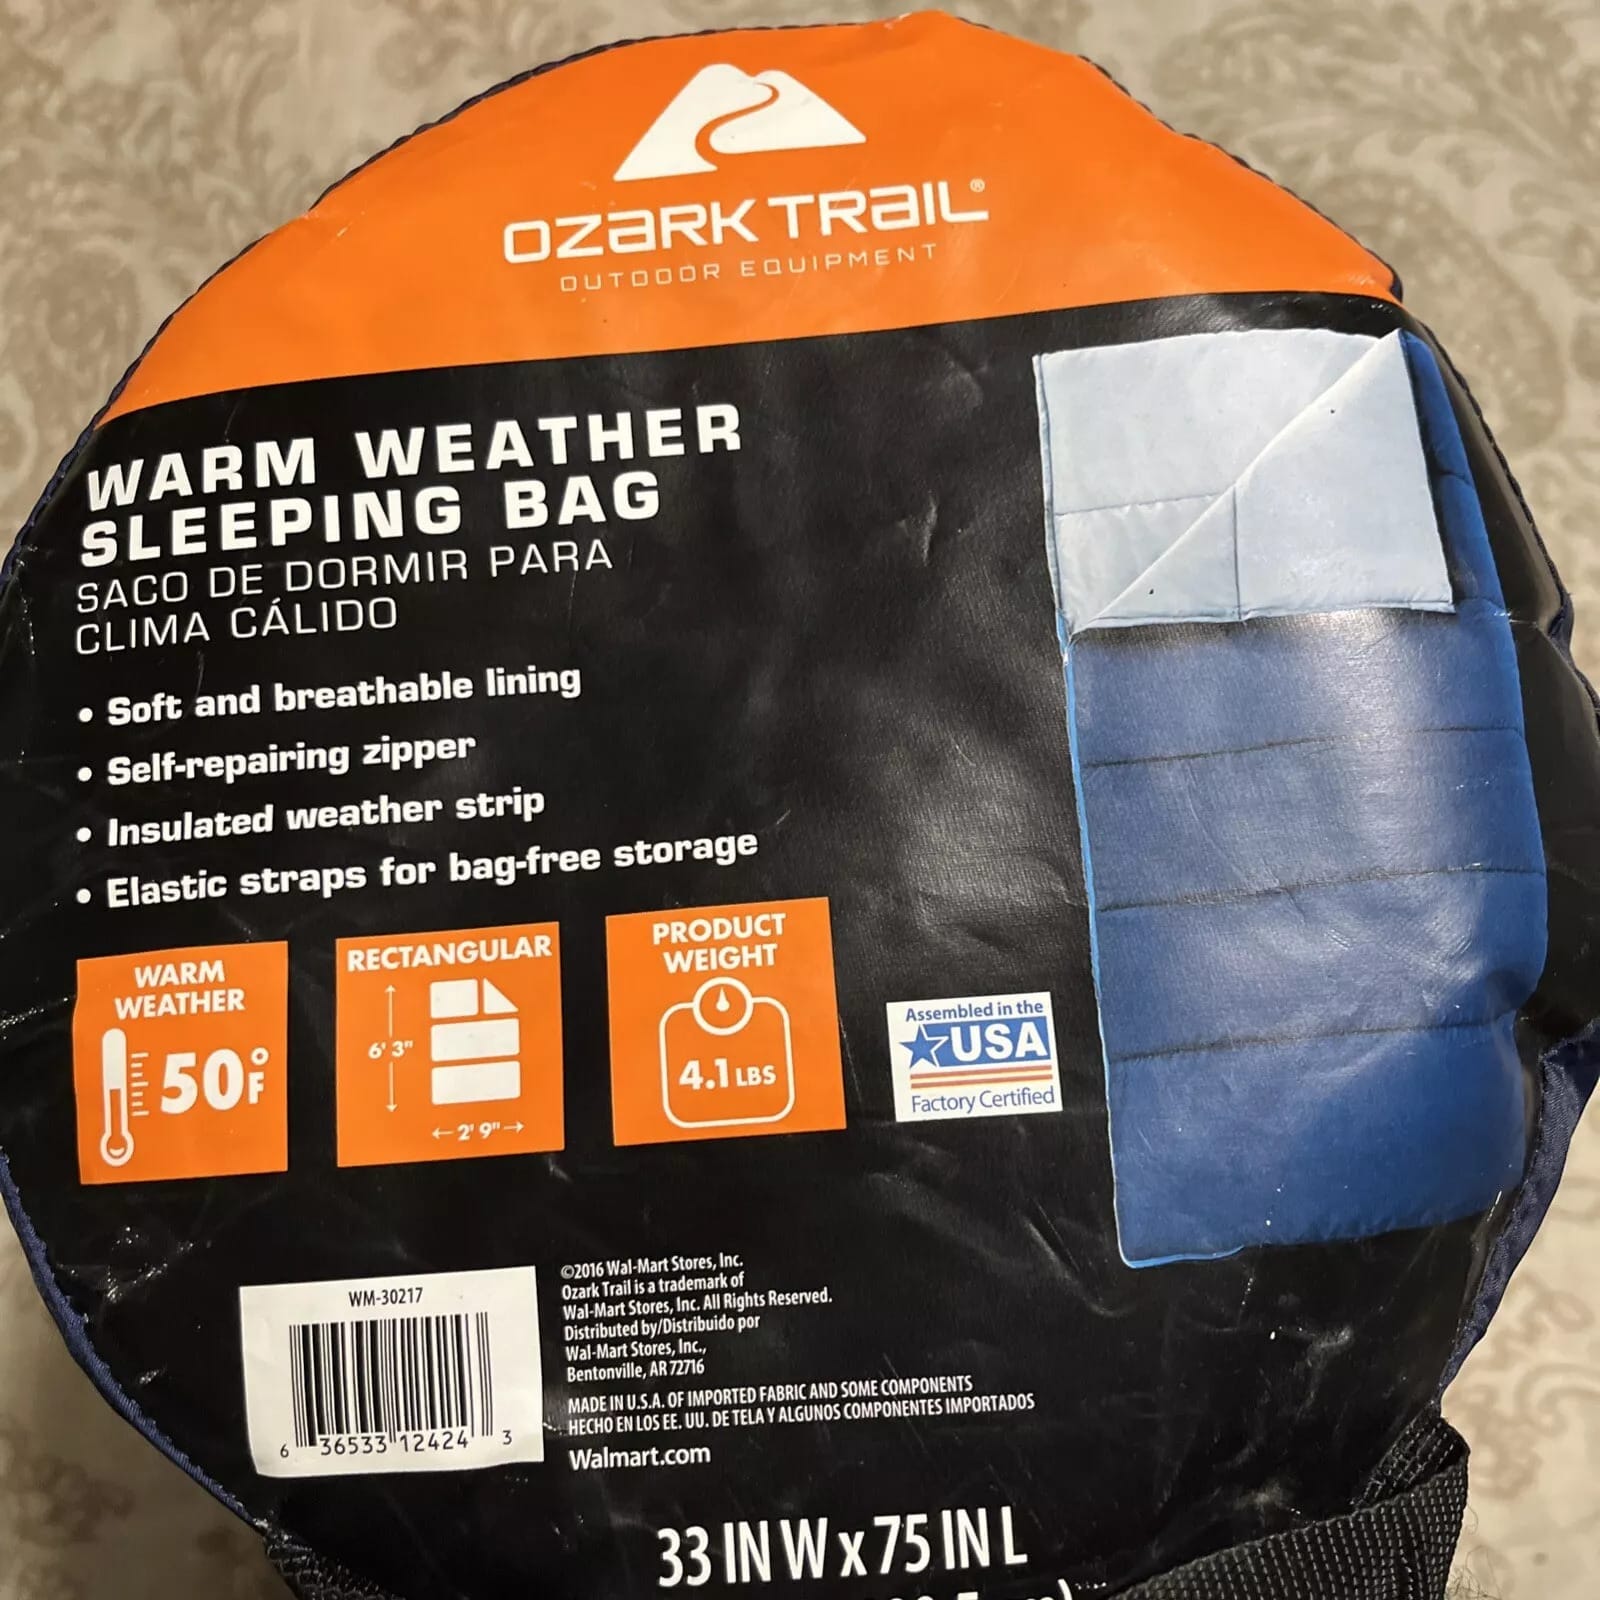 OZARK TRAIL®
OUTDOOR EQUIPMENT
WARM WEATHER
SLEEPING BAG
SACO DE DORMIR PARA
CLIMA CÁLIDO
• Soft and breathable lining
• Self-repairing zipper
• Insulated weather strip
• Elastic straps for bag-free storage
WARM
WEATHER
50°F
RECTANGULAR
6' 3"
2' 9"
PRODUCT
WEIGHT
4.1 LBS
Assembled in the
USA
Factory Certified
WM-30217
6 36533 12424 3
©2016 Wal-Mart Stores, Inc.
Ozark Trail is a trademark of
Wal-Mart Stores, Inc. All Rights Reserved.
Distributed by/Distribuido por
Wal-Mart Stores, Inc.,
Bentonville, AR 72716
MADE IN U.S.A. OF IMPORTED FABRIC AND SOME COMPONENTS
HECHO EN LOS EE. UU. DE TELA Y ALGUNOS COMPONENTES IMPORTADOS
Walmart.com
33 IN W x 75 IN L